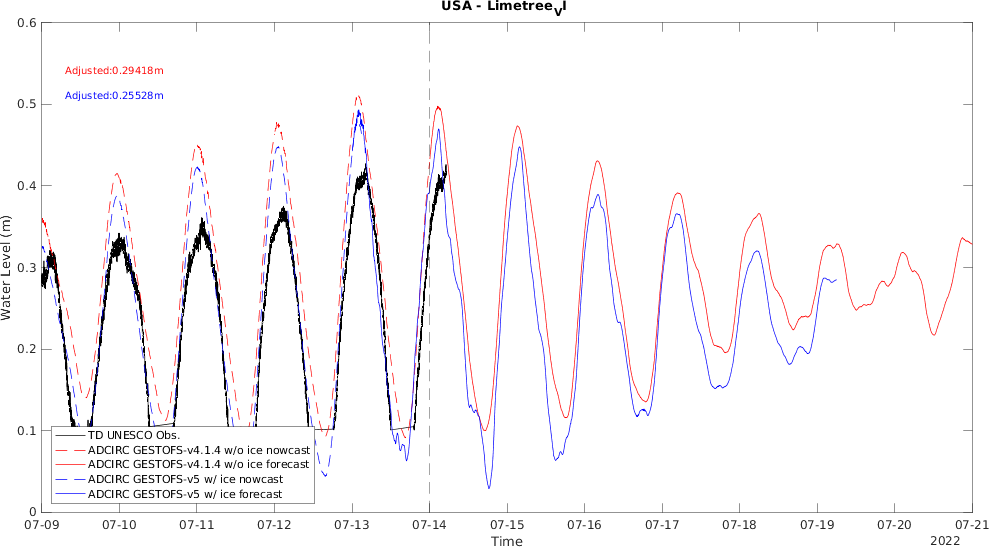 USA - Limetree_VI
0.6
0.5
0.4
0.3
0.2
0.1
0
Water Level (m)
Adjusted:0.29418m
Adjusted:0.25528m
TD UNESCO Obs.
ADCIRC GESTOFS-v4.1.4 w/o ice nowcast
ADCIRC GESTOFS-v4.1.4 w/o ice forecast
ADCIRC GESTOFS-v5 w/ ice nowcast
ADCIRC GESTOFS-v5 w/ ice forecast
07-09 07-10 07-11 07-12 07-13 07-14 07-15 07-16 07-17 07-18 07-19 07-20 07-21
Time
2022